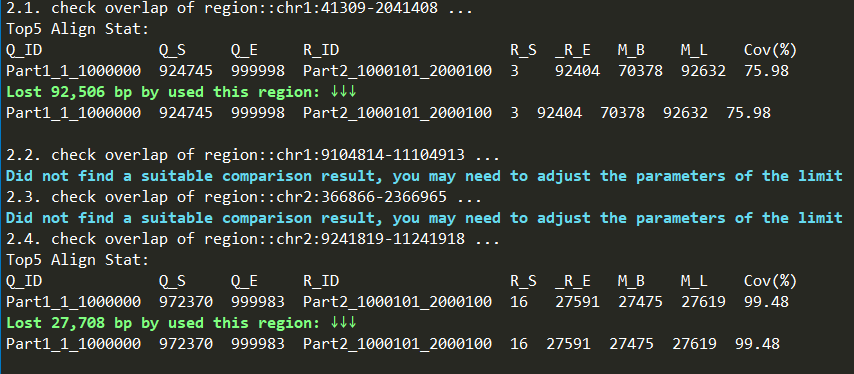 2.1. check overlap of region::chr1:41309-2041408 ...
Top5 Align Stat:
Q_ID Q_S Q_E R_ID R_S _R_E M_B M_L Cov(%)
Part1_1_1000000 924745 999998 Part2_1000101_2000100 3 92404 70378 92632 75.98
Lost 92,506 bp by used this region: ↓↓↓
Part1_1_1000000 924745 999998 Part2_1000101_2000100 3 92404 70378 92632 75.98
2.2. check overlap of region::chr1:9104814-11104913 ...
Did not find a suitable comparison result, you may need to adjust the parameters of the limit
2.3. check overlap of region::chr2:366866-2366965 ...
Did not find a suitable comparison result, you may need to adjust the parameters of the limit
2.4. check overlap of region::chr2:9241819-11241918 ...
Top5 Align Stat:
Q_ID Q_S Q_E R_ID R_S _R_E M_B M_L Cov(%)
Part1_1_1000000 972370 999983 Part2_1000101_2000100 16 27591 27475 27619 99.48
Lost 27,708 bp by used this region: ↓↓↓
Part1_1_1000000 972370 999983 Part2_1000101_2000100 16 27591 27475 27619 99.48